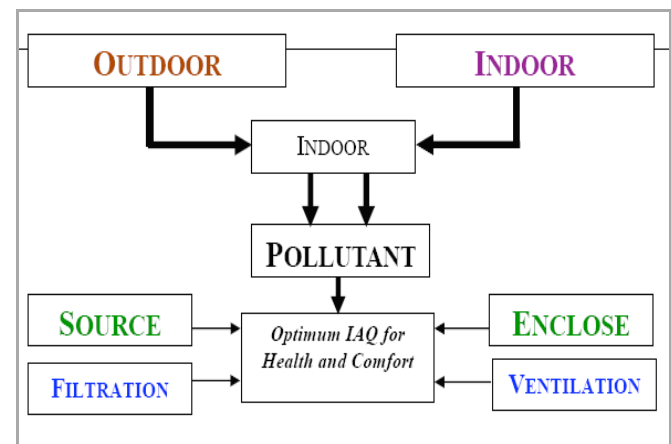 OUTDOOR
INDOOR
INDOOR
POLLUTANT
SOURCE
ENCLOSE
Optimum IAQ for
Health and Comfort
FILTRATION
VENTILATION